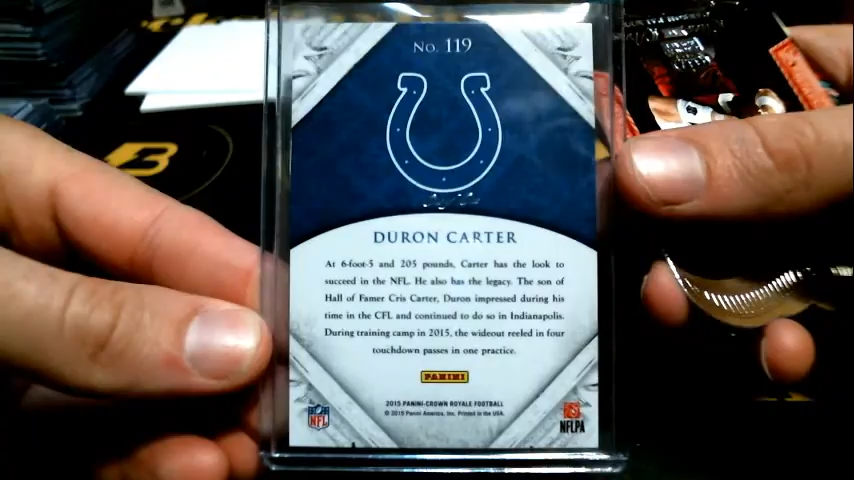 No. 119
DURON CARTER
At 6-foot-5 and 205 pounds, Carter has the look to
succeed in the NFL. He also has the legacy. The son of
Hall of Famer Cris Carter, Duron impressed during his
time in the CFL and continued to do so in Indianapolis.
During training camp in 2015, the wideout reeled in four
touchdown passes in one practice.
PANINI
2015 PANINI-CROWN ROYALE FOOTBALL
© 2015 Panini America, Inc. Printed in the USA.
NFL
NFLPA